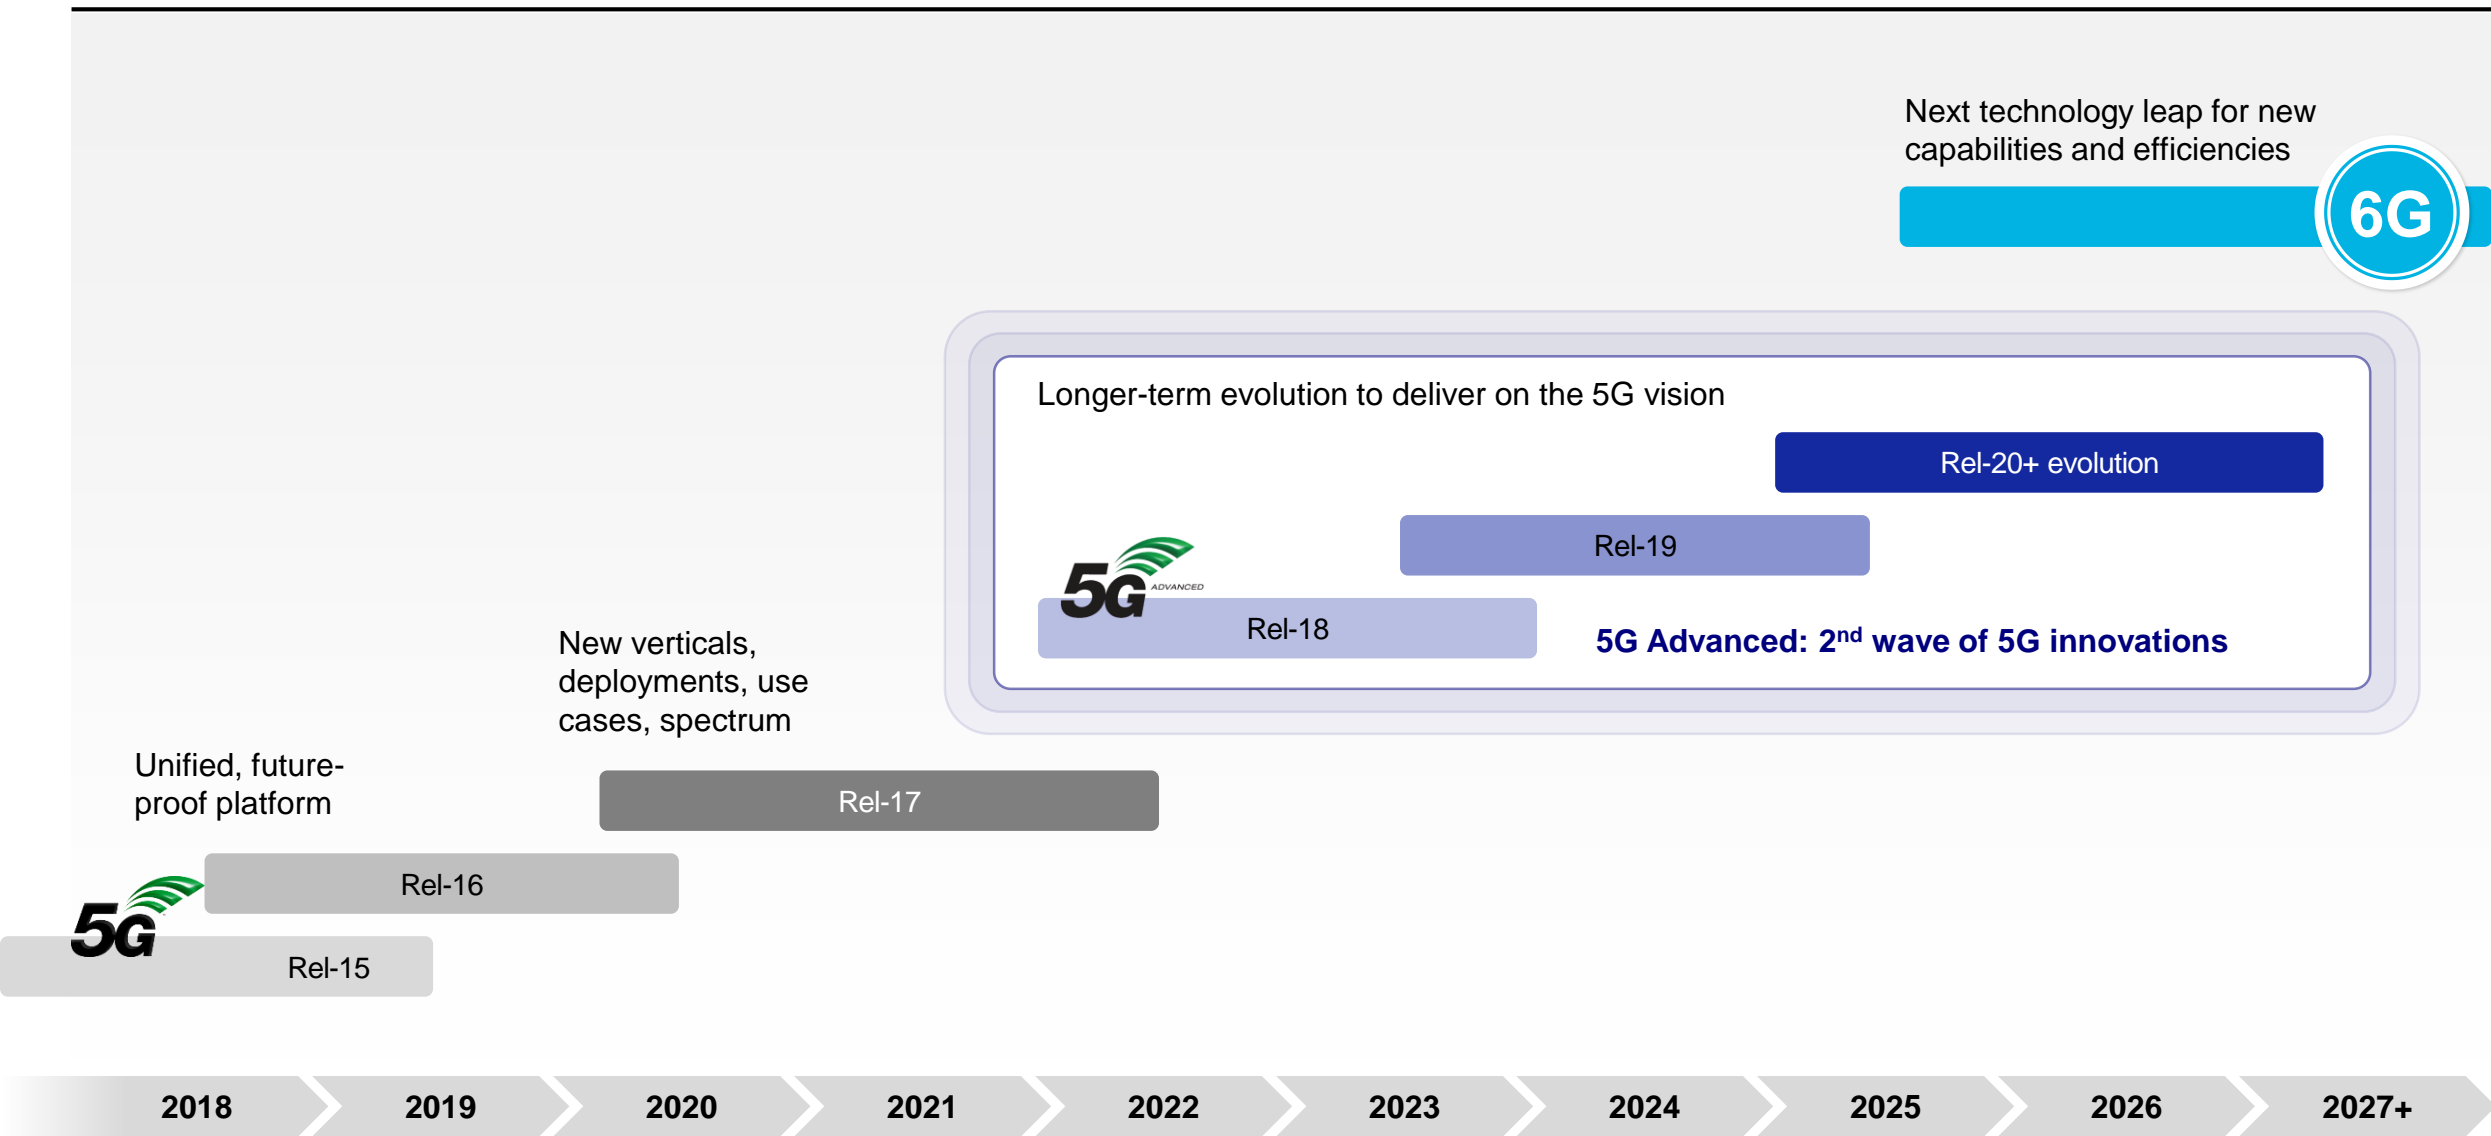 Next technology leap for new
capabilities and efficiencies
6G
Longer-term evolution to deliver on the 5G vision
Rel-20+ evolution
Rel-19
5G ADVANCED
Rel-18
5G Advanced: 2nd wave of 5G innovations
New verticals,
deployments, use
cases, spectrum
Unified, future-
proof platform
Rel-17
Rel-16
5G
Rel-15
2018 2019 2020 2021 2022 2023 2024 2025 2026 2027+